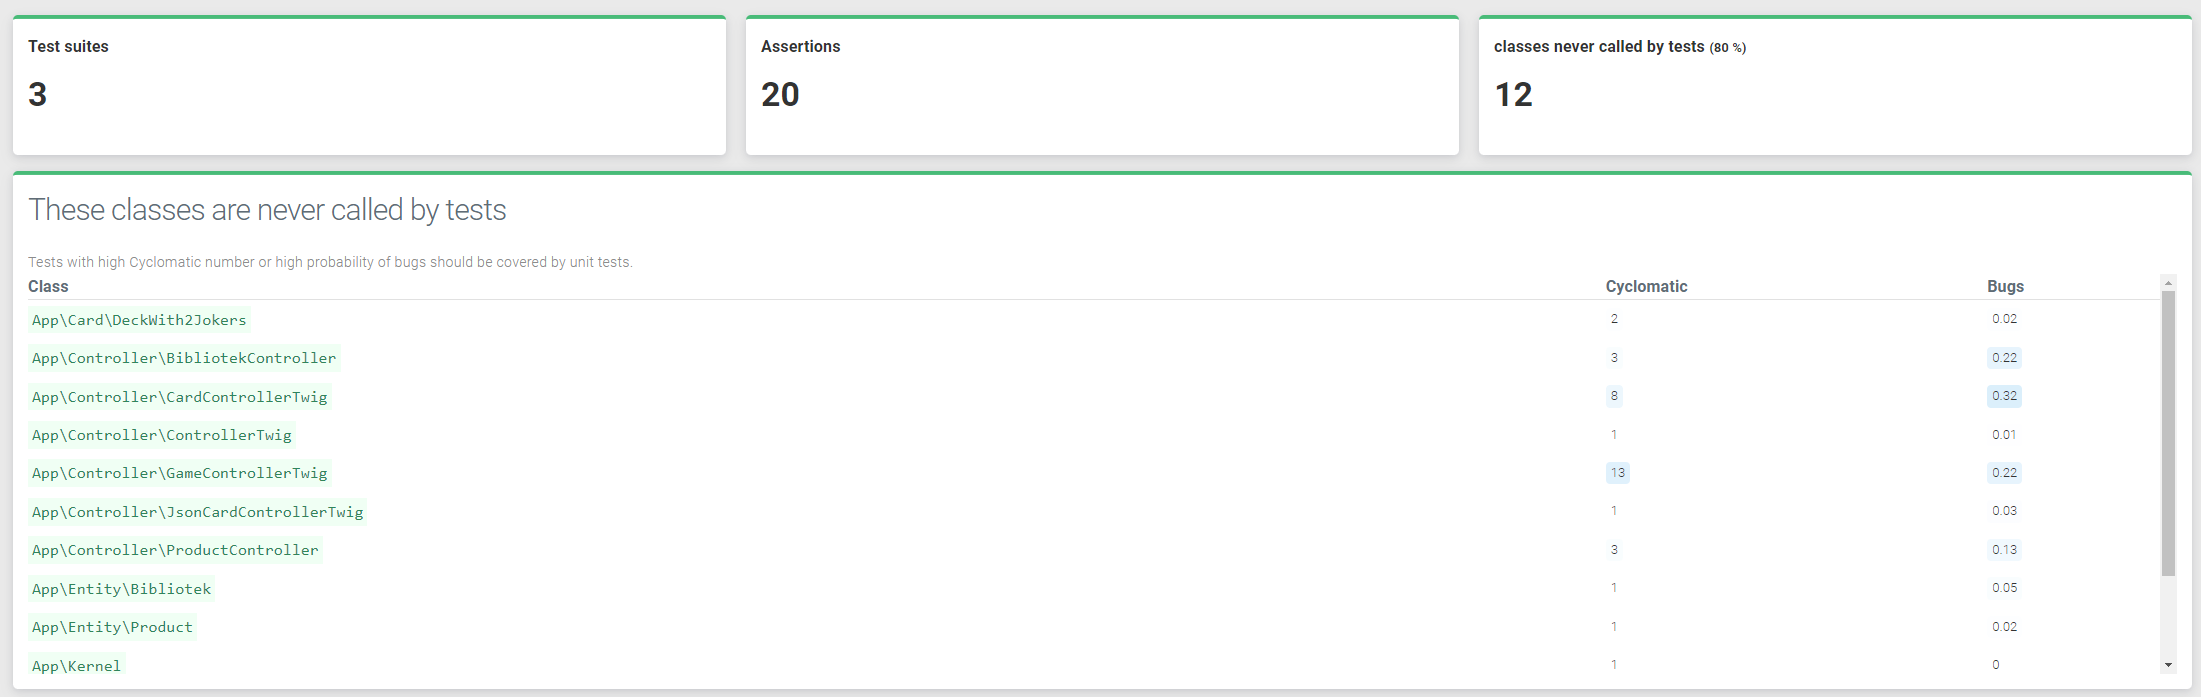 Test suites
3
Assertions
20
classes never called by tests (80 %)
12
These classes are never called by tests
Tests with high Cyclomatic number or high probability of bugs should be covered by unit tests.
Class Cyclomatic Bugs
App\Card\DeckWith2Jokers 2 0.02
App\Controller\BibliotekController 3 0.22
App\Controller\CardControllerTwig 8 0.32
App\Controller\ControllerTwig 1 0.01
App\Controller\GameControllerTwig 13 0.22
App\Controller\JsonCardControllerTwig 1 0.03
App\Controller\ProductController 3 0.13
App\Entity\Bibliotek 1 0.05
App\Entity\Product 1 0.02
App\Kernel 1 0